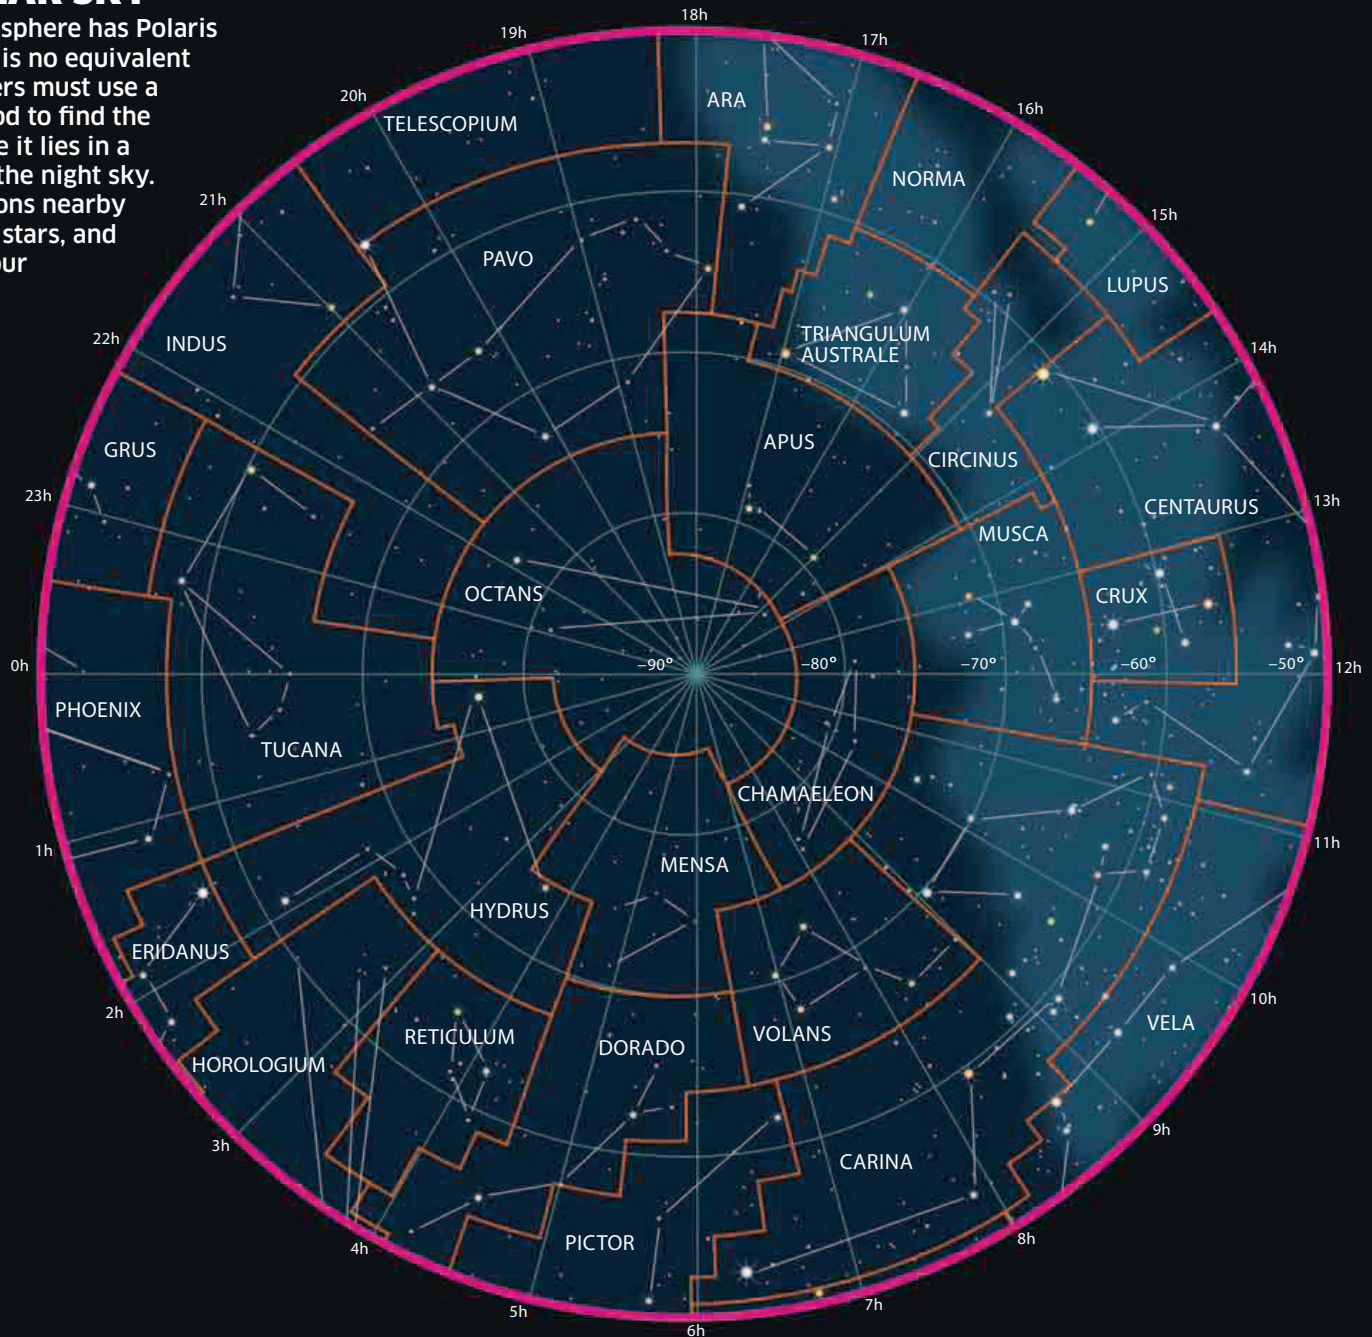 sphere has Polaris
is no equivalent
ers must use a
od to find the
e it lies in a
the night sky.
ons nearby
stars, and
our
18h
19h
17h
20h
16h
21h
15h
22h
14h
23h
13h
0h
12h
1h
11h
2h
10h
3h
9h
4h
8h
5h
7h
6h
TELESCOPIUM
ARA
NORMA
PAVO
LUPUS
INDUS
TRIANGULUM
AUSTRALE
GRUS
APUS
CIRCINUS
CENTAURUS
MUSCA
OCTANS
CRUX
−90°
−80°
−70°
−60°
−50°
PHOENIX
TUCANA
CHAMAELEON
MENSA
HYDRUS
ERIDANUS
VELA
RETICULUM
DORADO
VOLANS
HOROLOGIUM
CARINA
PICTOR